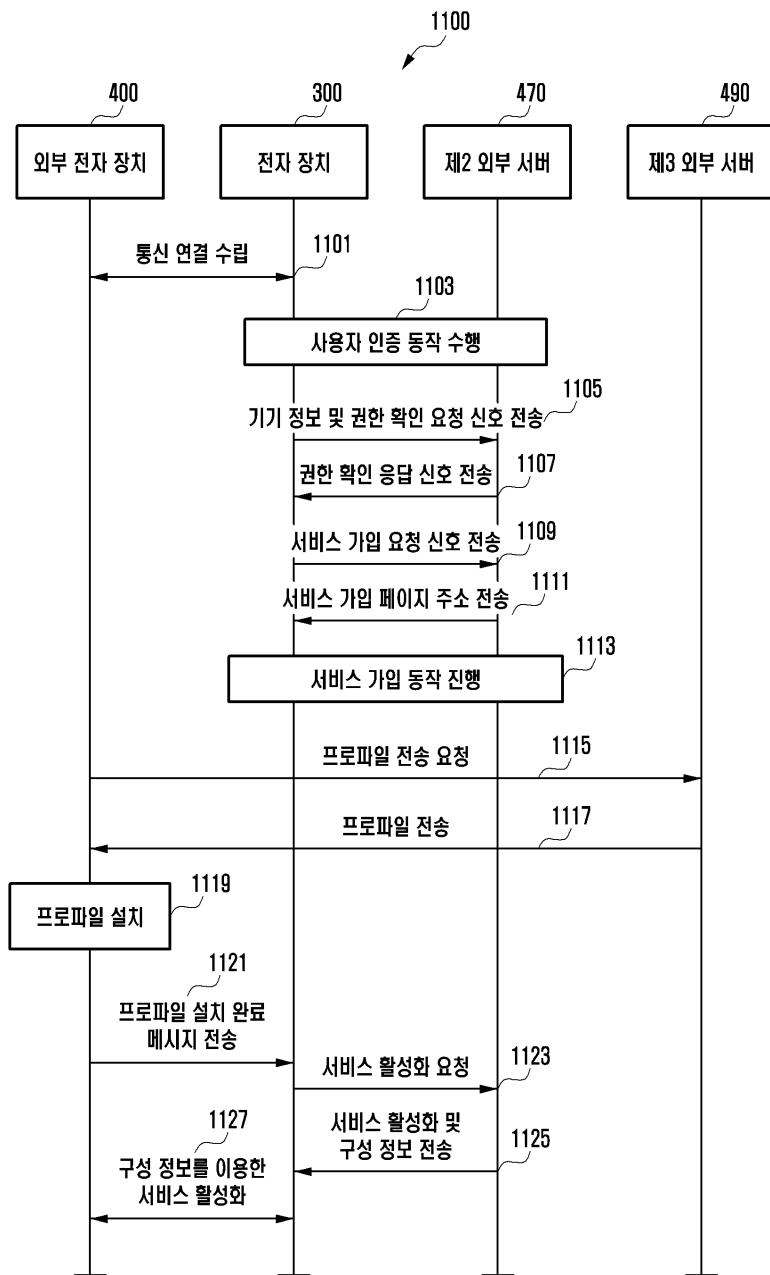 1100
400
300
470
490
외부 전자 장치
전자 장치
제2 외부 서버
제3 외부 서버
통신 연결 수립
1101
1103
사용자 인증 동작 수행
1105
기기 정보 및 권한 확인 요청 신호 전송
권한 확인 응답 신호 전송
1107
서비스 가입 요청 신호 전송
1109
서비스 가입 페이지 주소 전송
1111
1113
서비스 가입 동작 진행
프로파일 전송 요청
1115
프로파일 전송
1117
1119
프로파일 설치
1121
프로파일 설치 완료
메시지 전송
서비스 활성화 요청
1123
서비스 활성화 및
구성 정보 전송
1125
1127
구성 정보를 이용한
서비스 활성화